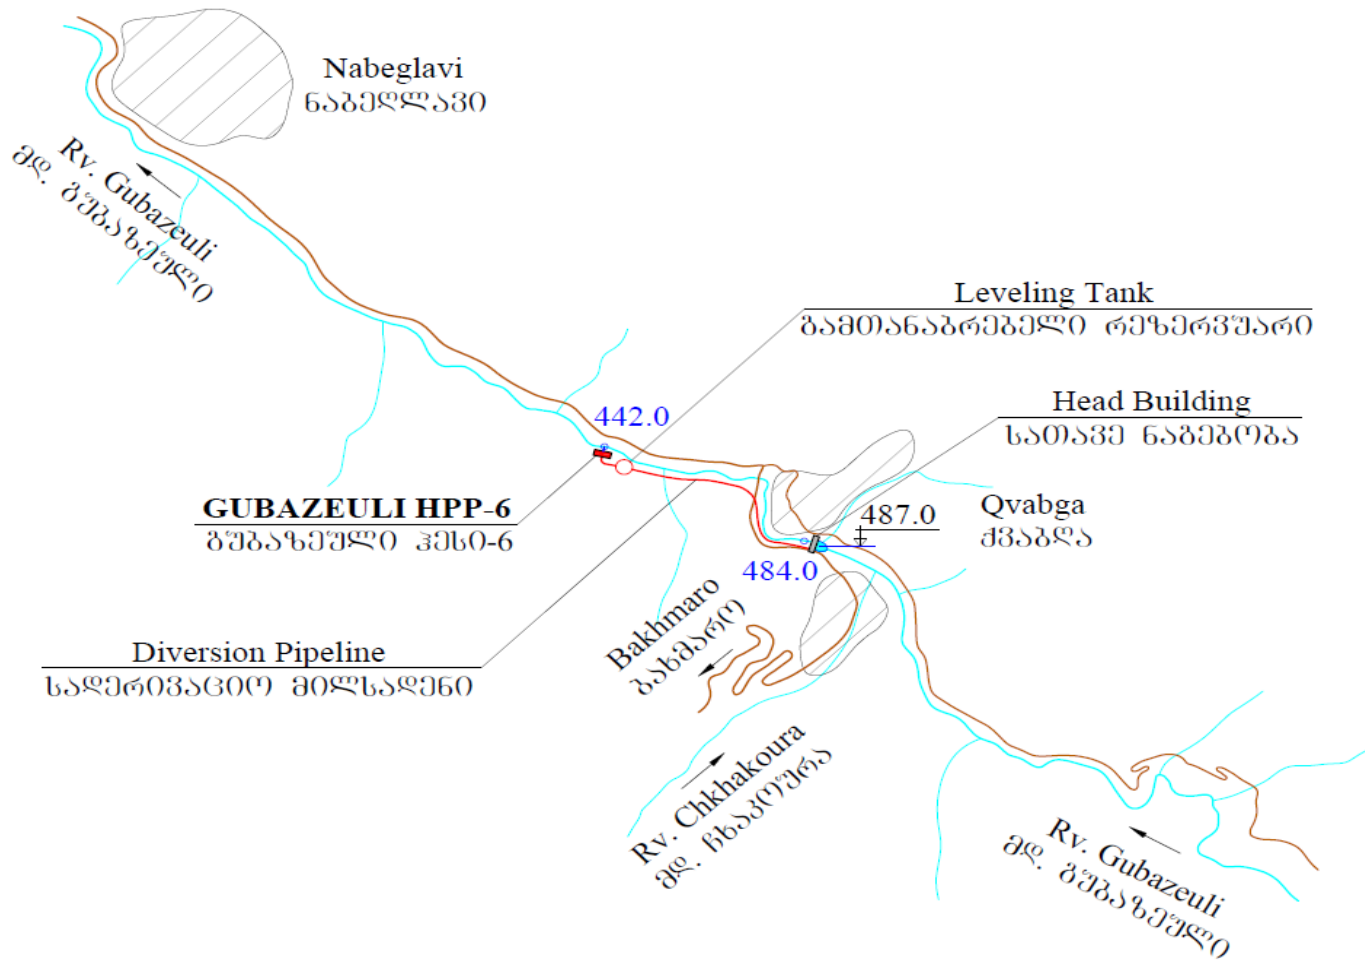 Nabeglavi
ნაბეღლავი
Rv. Gubazeuli
მდ. გუბაზეული
Leveling Tank
გამთანაბრებელი რეზერვუარი
Head Building
სათავე ნაგებობა
442.0
GUBAZEULI HPP-6
გუბაზეული ჰესი-6
487.0
Qvabga
ქვაბღა
484.0
Diversion Pipeline
სადერივაციო მილსადენი
Bakhmaro
ბახმარო
Rv. Chkhakoura
მდ. ჩხაკოურა
Rv. Gubazeuli
მდ. გუბაზეული